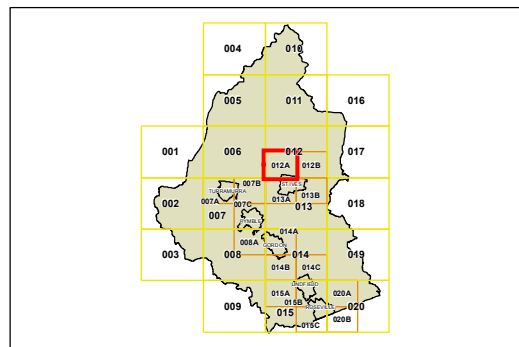 004
010
005
011
016
001
006
012
017
012A
012B
007B
ST IVES
TURRAMURRA
002
007A
007C
013A
013B
007
013
018
PYMBLE
014A
008A
GORDON
003
008
014
019
014B
014C
LINDFIELD
015A
020A
015B
009
015
ROSEVILLE
020
015C
020B